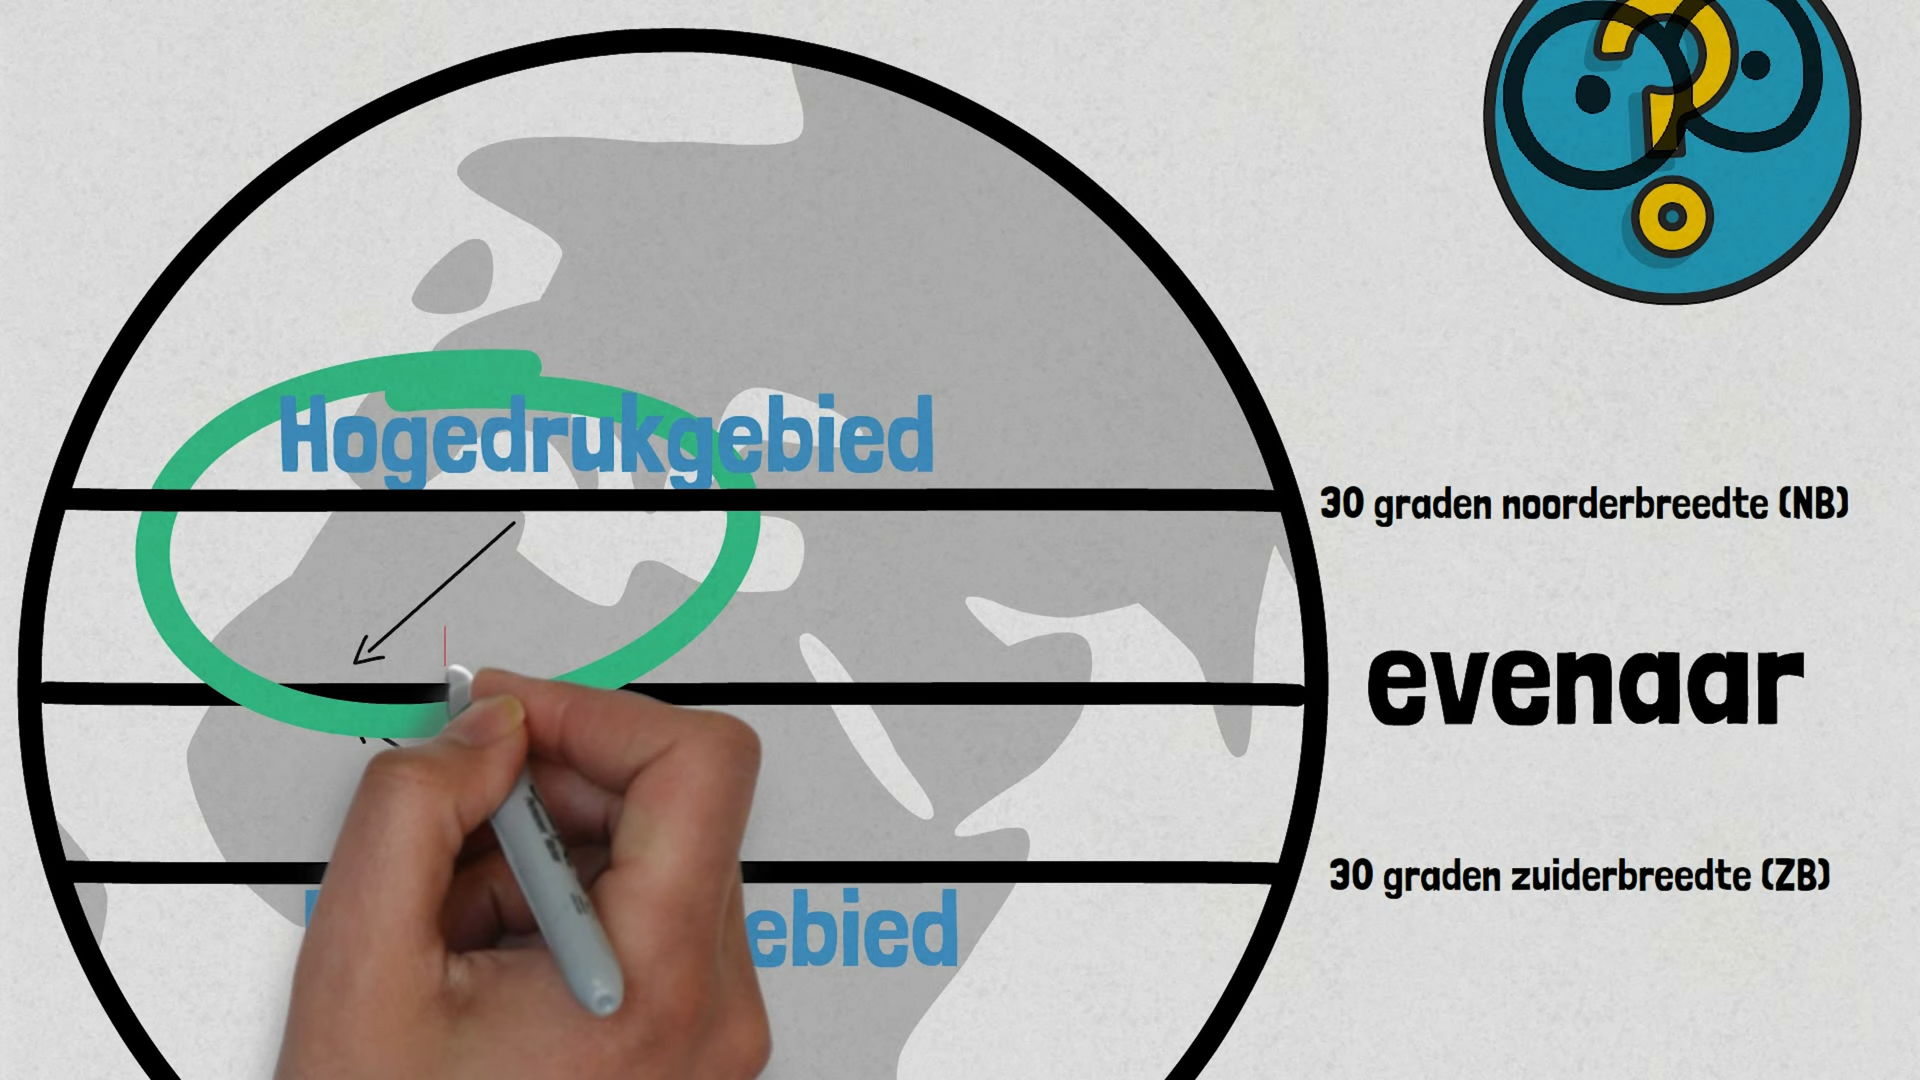 Hogedrukgebied
30 graden noorderbreedte (NB)
evenaar
30 graden zuiderbreedte (ZB)
ebied